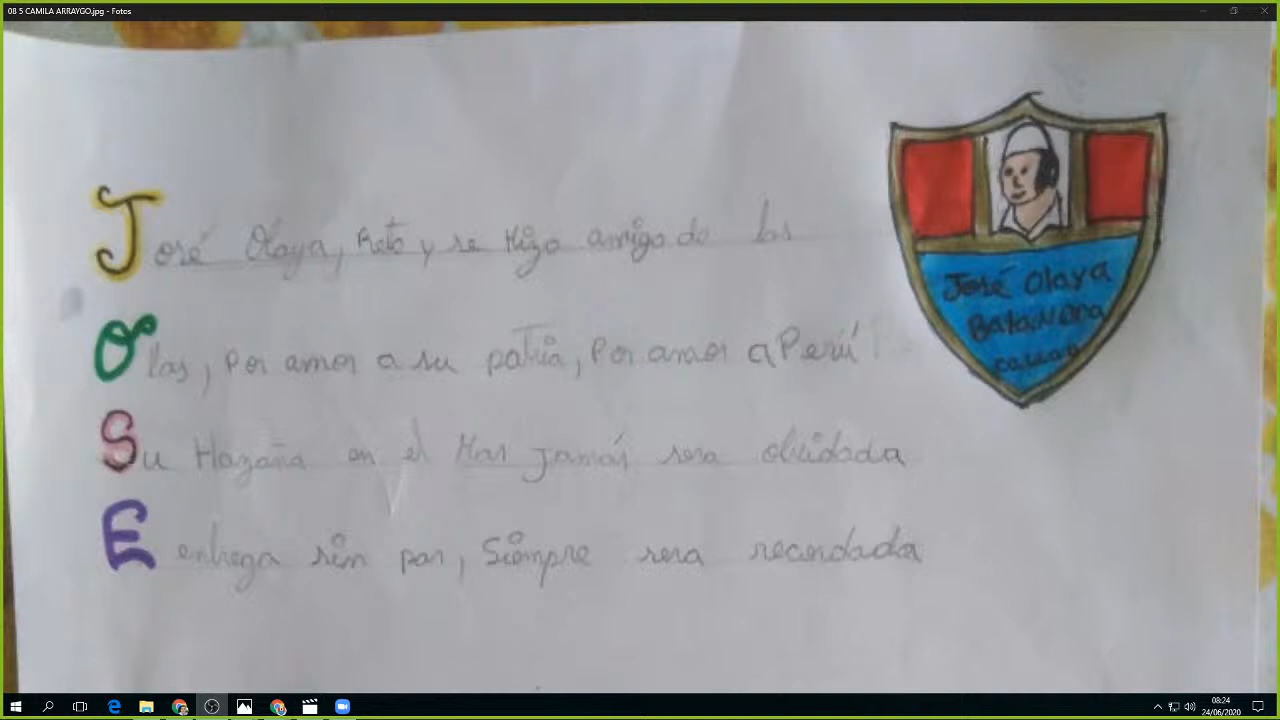 08 5 CAMILA ARRAYGO.jpg - Fotos
José Olaya, Reto y se Hizo amigo de las
Olas, Por amor a su patria, Por amor a Perú
Su Hazaña en el Mar Jamás sera olvidada
E entrega sin par, Siempre sera recordada
José Olaya
Balandra
08:24
24/06/2020